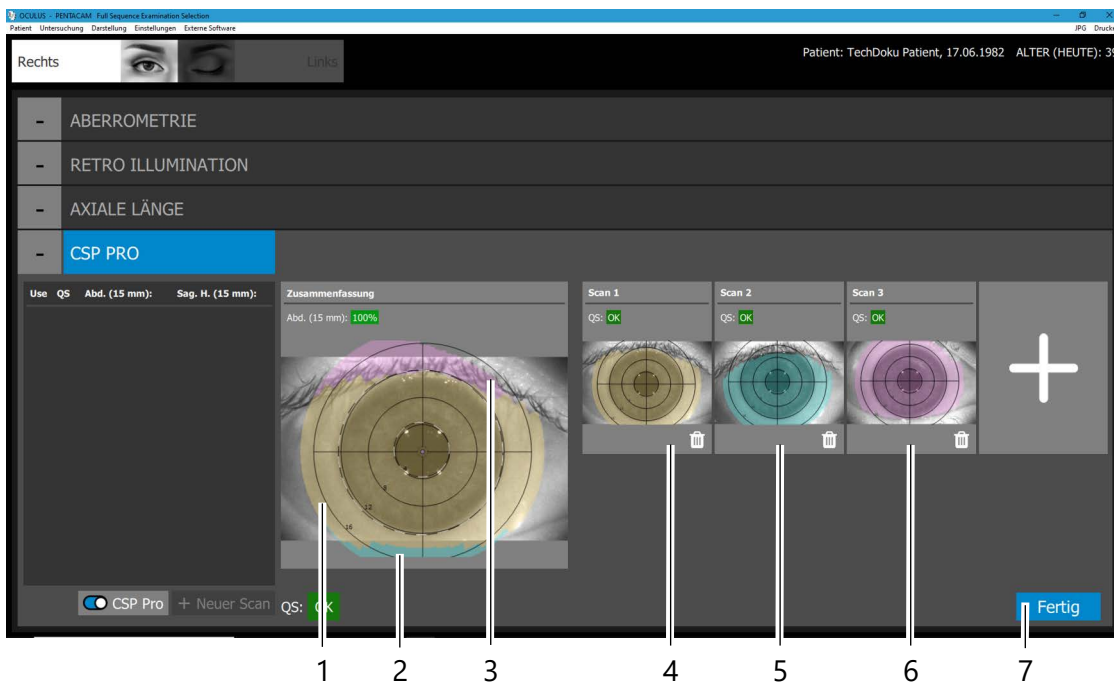 OCULUS - PENTACAM Full Sequence Examination Selection
Patient Untersuchung Darstellung Einstellungen Externe Software
JPG Drucke
Rechts
Links
Patient: TechDoku Patient, 17.06.1982 ALTER (HEUTE): 39
- ABERROMETRIE
- RETRO ILLUMINATION
- AXIALE LÄNGE
- CSP PRO
Use QS Abd. (15 mm): Sag. H. (15 mm):
Zusammenfassung
Abd. (15 mm): 100%
Scan 1
QS: OK
Scan 2
QS: OK
Scan 3
QS: OK
9
12
16
CSP Pro
+ Neuer Scan
QS: OK
Fertig
1 2 3 4 5 6 7